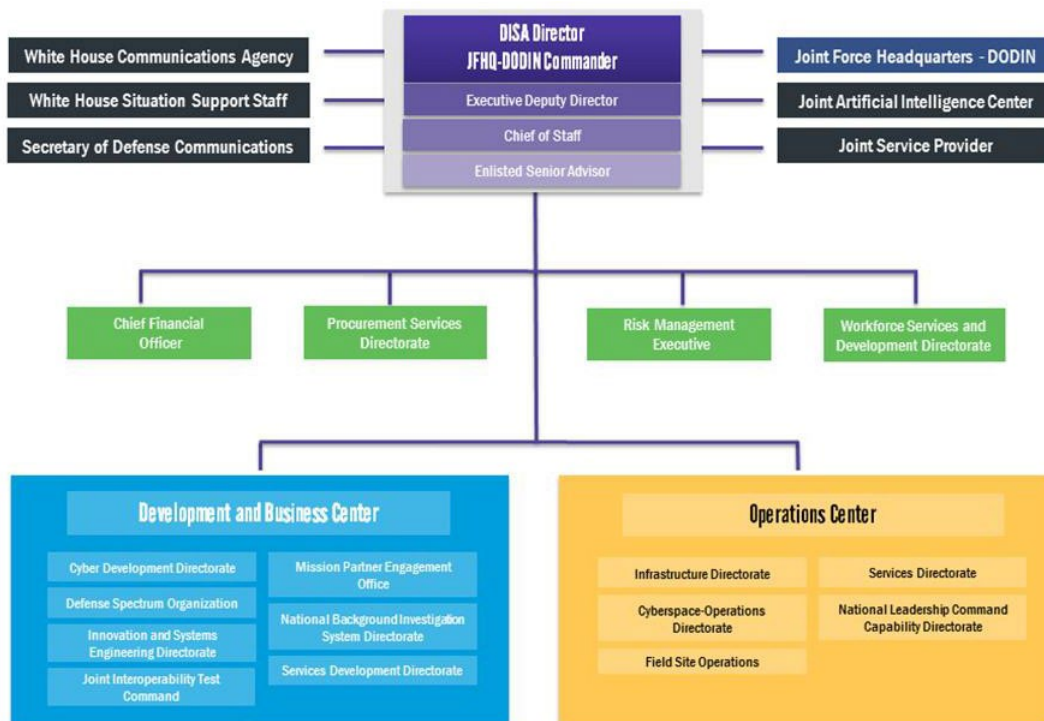 DISA Director
JFHQ-DODIN Commander
Executive Deputy Director
Chief of Staff
Enlisted Senior Advisor
White House Communications Agency
White House Situation Support Staff
Secretary of Defense Communications
Joint Force Headquarters - DODIN
Joint Artificial Intelligence Center
Joint Service Provider
Chief Financial
Officer
Procurement Services
Directorate
Risk Management
Executive
Workforce Services and
Development Directorate
Development and Business Center
Cyber Development Directorate
Defense Spectrum Organization
Innovation and Systems
Engineering Directorate
Joint Interoperability Test
Command
Mission Partner Engagement
Office
National Background Investigation
System Directorate
Services Development Directorate
Operations Center
Infrastructure Directorate
Cyberspace-Operations
Directorate
Field Site Operations
Services Directorate
National Leadership Command
Capability Directorate